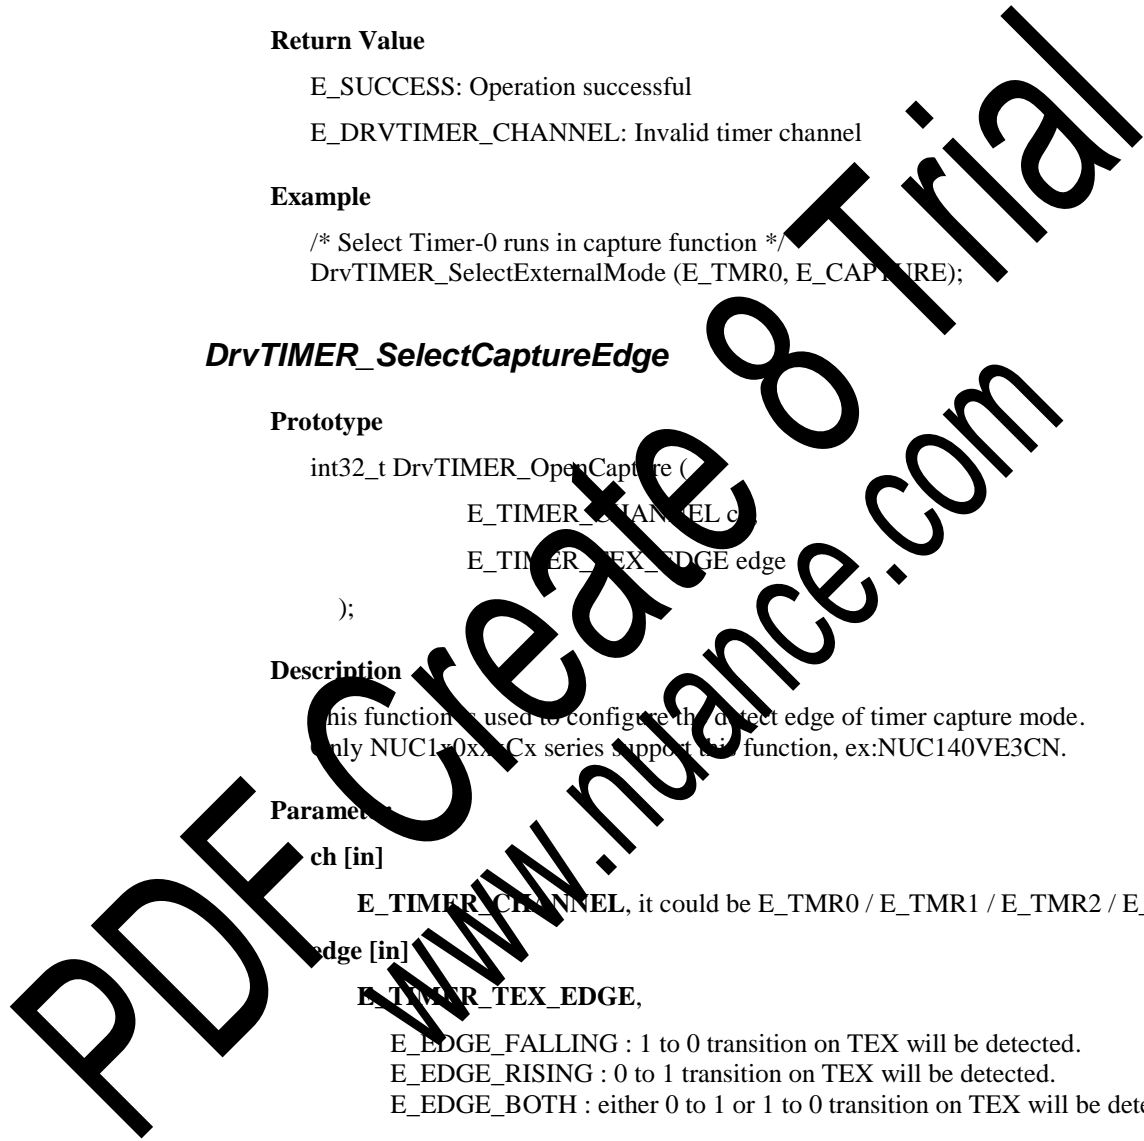 Return Value
E_SUCCESS: Operation successful
E_DRVTIMER_CHANNEL: Invalid timer channel
Example
/* Select Timer-0 runs in capture function */
DrvTIMER_SelectExternalMode (E_TMR0, E_CAPTURE);
DrvTIMER_SelectCaptureEdge
Prototype
int32_t DrvTIMER_OpenCapture (
E_TIMER_CHANNEL ch,
E_TIMER_TEX_EDGE edge
);
Description
This function is used to configure the detect edge of timer capture mode.
Only NUC1x0xxxCx series support this function, ex:NUC140VE3CN.
Parameter
ch [in]
E_TIMER_CHANNEL, it could be E_TMR0 / E_TMR1 / E_TMR2 / E_
edge [in]
E_TIMER_TEX_EDGE,
E_EDGE_FALLING : 1 to 0 transition on TEX will be detected.
E_EDGE_RISING : 0 to 1 transition on TEX will be detected.
E_EDGE_BOTH : either 0 to 1 or 1 to 0 transition on TEX will be dete
PDF Create 8 Trial
www.nuance.com